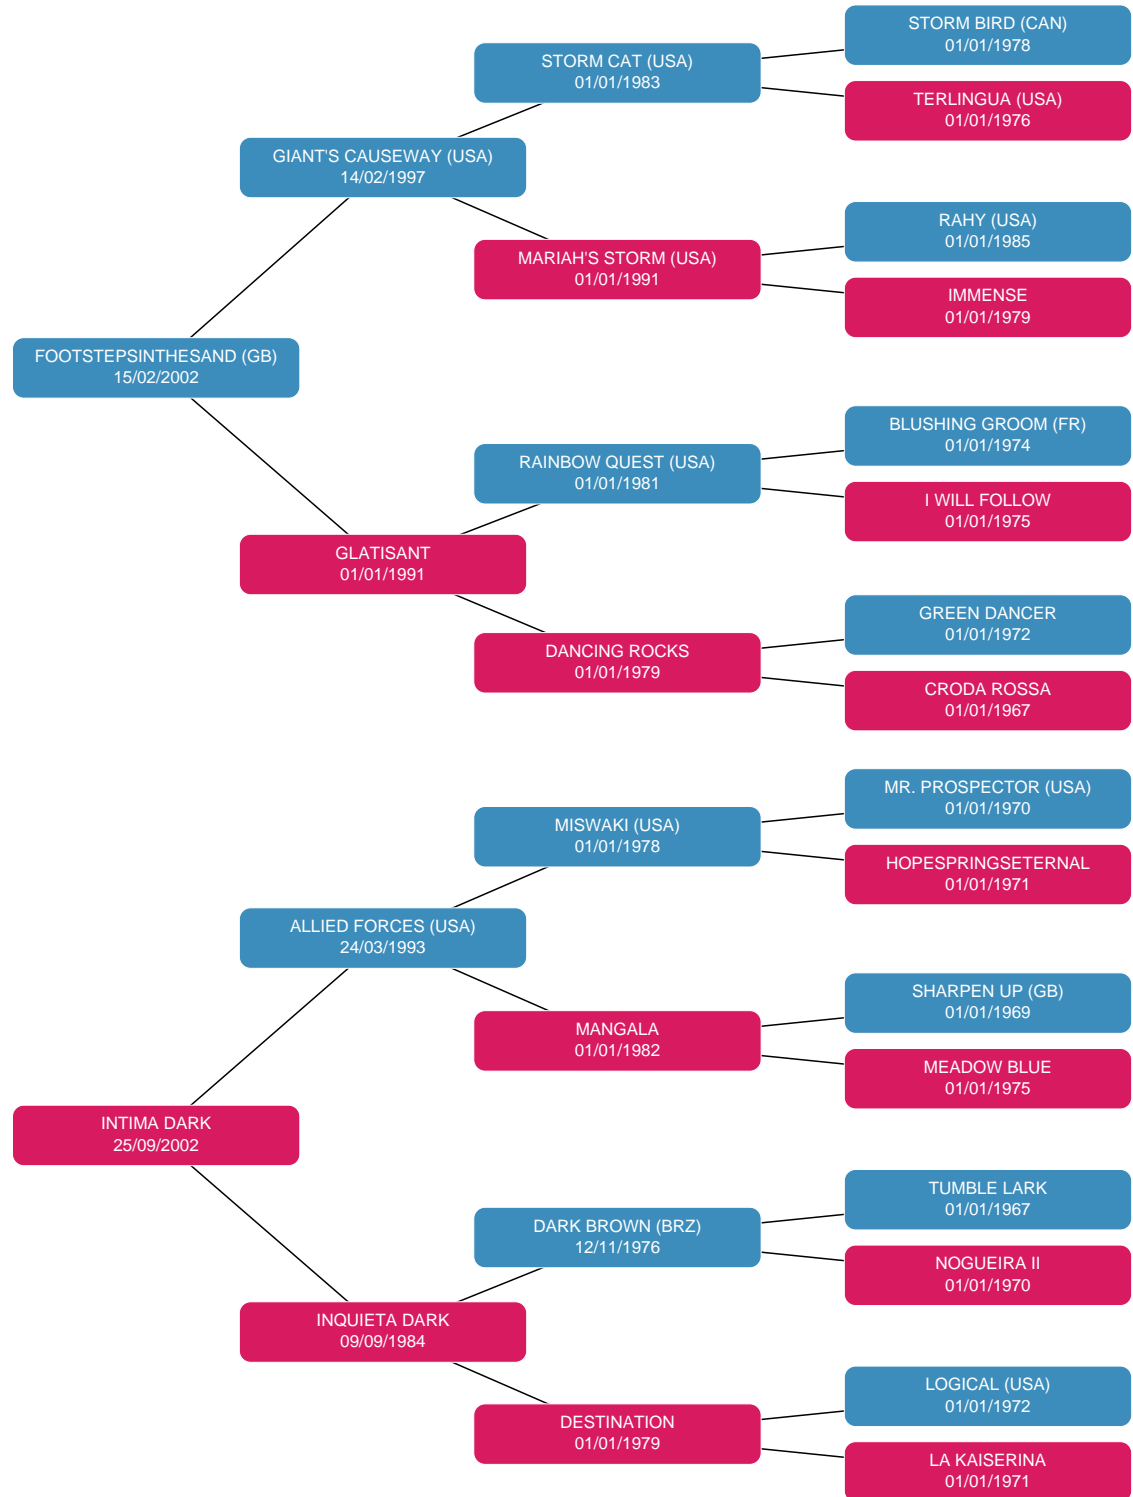 STORM BIRD (CAN)
01/01/1978
STORM CAT (USA)
01/01/1983
TERLINGUA (USA)
01/01/1976
GIANT'S CAUSEWAY (USA)
14/02/1997
RAHY (USA)
01/01/1985
MARIAH'S STORM (USA)
01/01/1991
IMMENSE
01/01/1979
FOOTSTEPSINTHESAND (GB)
15/02/2002
BLUSHING GROOM (FR)
01/01/1974
RAINBOW QUEST (USA)
01/01/1981
I WILL FOLLOW
01/01/1975
GLATISANT
01/01/1991
GREEN DANCER
01/01/1972
DANCING ROCKS
01/01/1979
CRODA ROSSA
01/01/1967
MR. PROSPECTOR (USA)
01/01/1970
MISWAKI (USA)
01/01/1978
HOPESPRINGSETERNAL
01/01/1971
ALLIED FORCES (USA)
24/03/1993
SHARPEN UP (GB)
01/01/1969
MANGALA
01/01/1982
MEADOW BLUE
01/01/1975
INTIMA DARK
25/09/2002
TUMBLE LARK
01/01/1967
DARK BROWN (BRZ)
12/11/1976
NOGUEIRA II
01/01/1970
INQUIETA DARK
09/09/1984
LOGICAL (USA)
01/01/1972
DESTINATION
01/01/1979
LA KAISERINA
01/01/1971